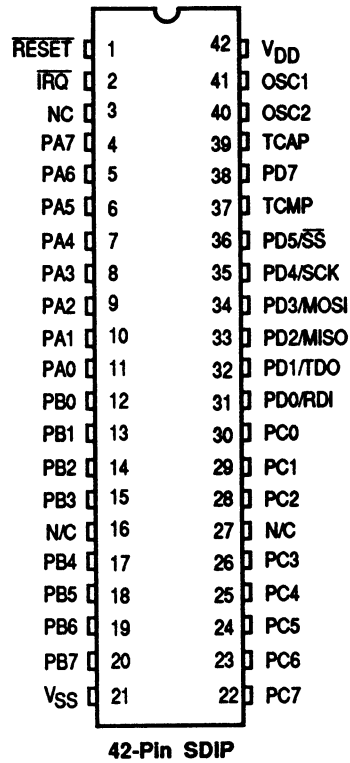 RESET 1 42 VDD
IRQ 2 41 OSC1
NC 3 40 OSC2
PA7 4 39 TCAP
PA6 5 38 PD7
PA5 6 37 TCMP
PA4 7 36 PD5/SS
PA3 8 35 PD4/SCK
PA2 9 34 PD3/MOSI
PA1 10 33 PD2/MISO
PA0 11 32 PD1/TDO
PB0 12 31 PD0/RDI
PB1 13 30 PC0
PB2 14 29 PC1
PB3 15 28 PC2
N/C 16 27 N/C
PB4 17 26 PC3
PB5 18 25 PC4
PB6 19 24 PC5
PB7 20 23 PC6
VSS 21 22 PC7
42-Pin SDIP